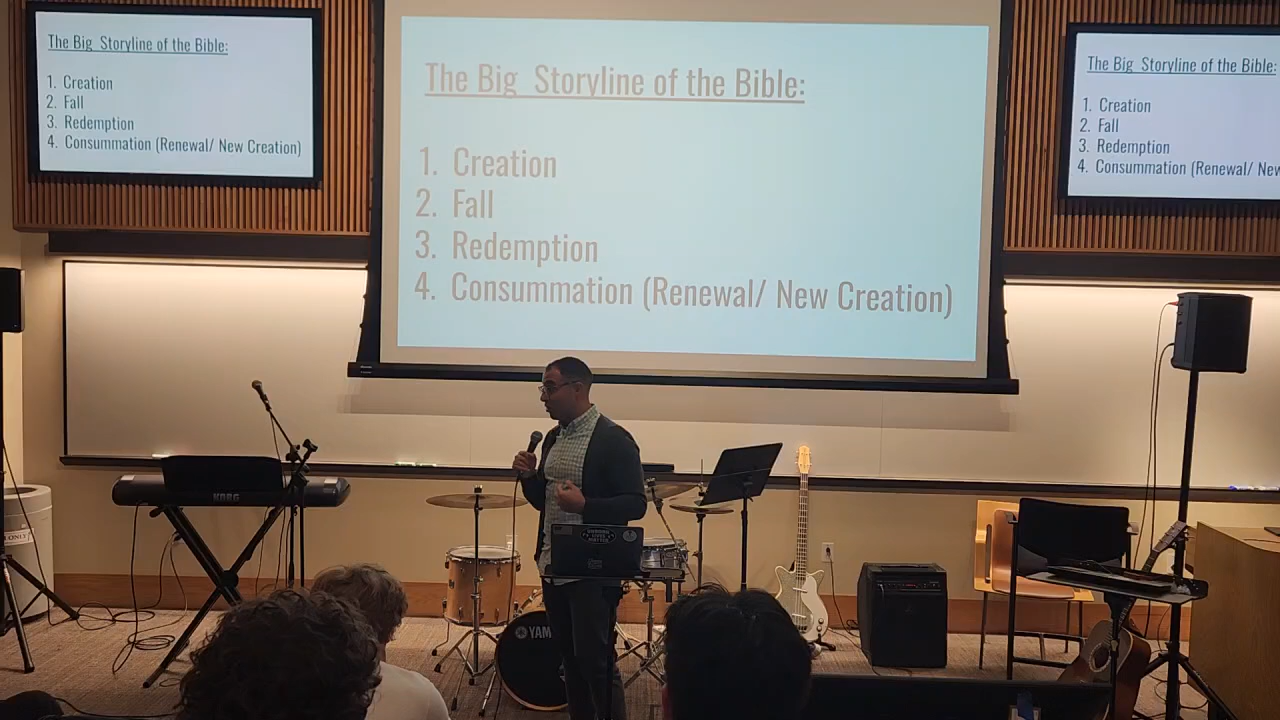 The Big Storyline of the Bible:
1. Creation
2. Fall
3. Redemption
4. Consummation (Renewal/ New Creation)
The Big Storyline of the Bible:
1. Creation
2. Fall
3. Redemption
4. Consummation (Renewal/ New Creation)
The Big Storyline of the Bible:
1. Creation
2. Fall
3. Redemption
4. Consummation (Renewal/ New
KORG
ONLY
YAM